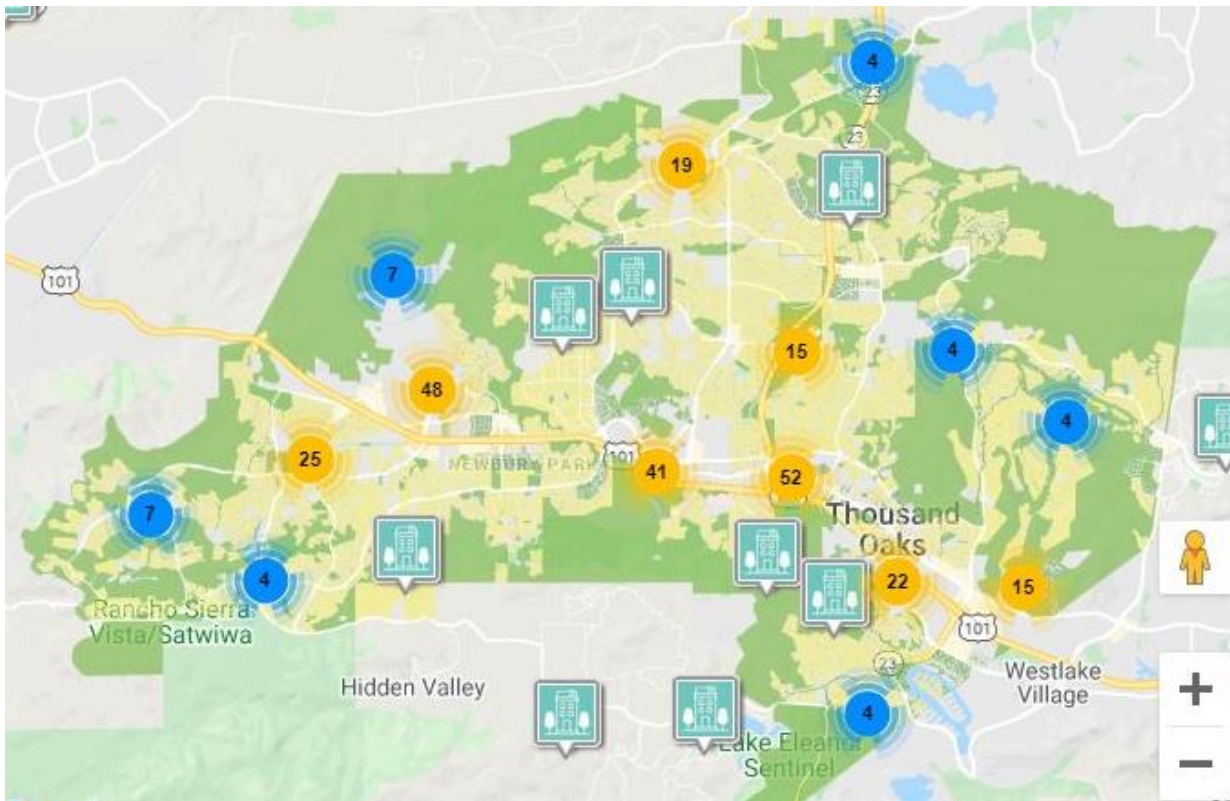 4
23
23
19
101
7
15
4
48
4
101
25
NEWBURY PARK
41
52
7
Thousand
Oaks
4
22
15
Rancho Sierra
Vista/Satwiwa
101
23
Westlake
Village
Hidden Valley
4
Lake Eleanor
Sentinel